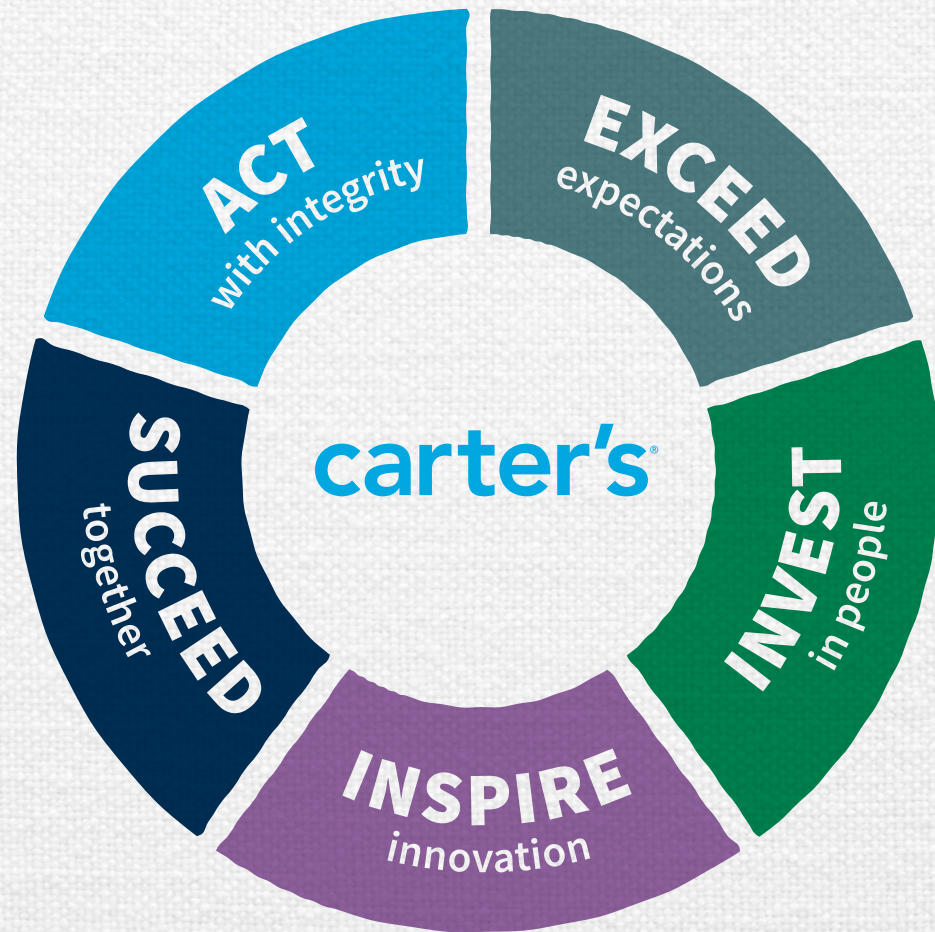 ACT
with integrity
EXCEED
expectations
carter's®
SUCCEED
together
INVEST
in people
INSPIRE
innovation